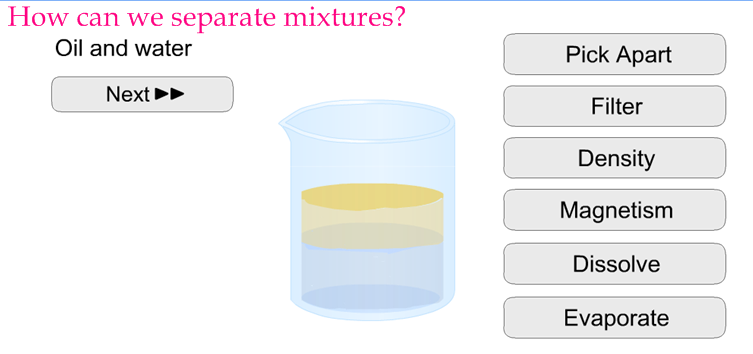 How can we separate mixtures?
Oil and water
Next
Pick Apart
Filter
Density
Magnetism
Dissolve
Evaporate